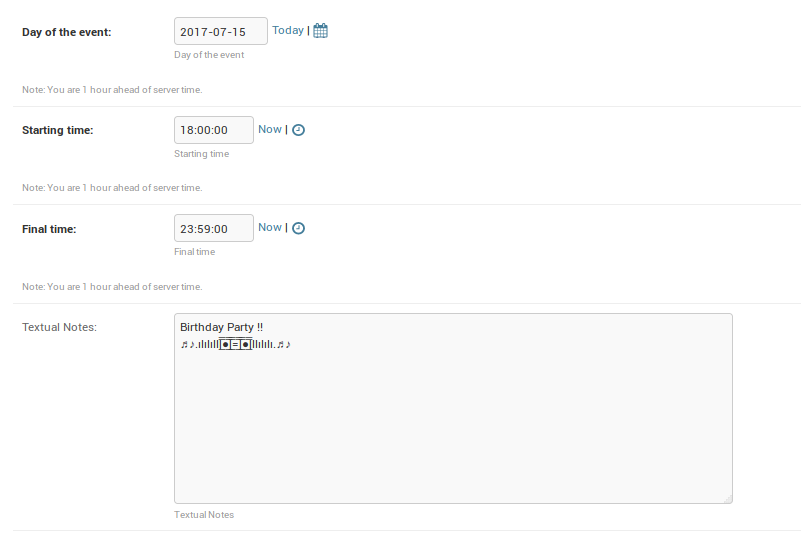 Day of the event: 2017-07-15 Today |
Day of the event
Note: You are 1 hour ahead of server time.
Starting time: 18:00:00 Now |
Starting time
Note: You are 1 hour ahead of server time.
Final time: 23:59:00 Now |
Final time
Note: You are 1 hour ahead of server time.
Textual Notes: Birthday Party !!
♬♪.ılılıll|̲̅̅●̲̅̅|̲̅̅=̲̅̅|̲̅̅●̲̅̅|llılılı.♬♪
Textual Notes